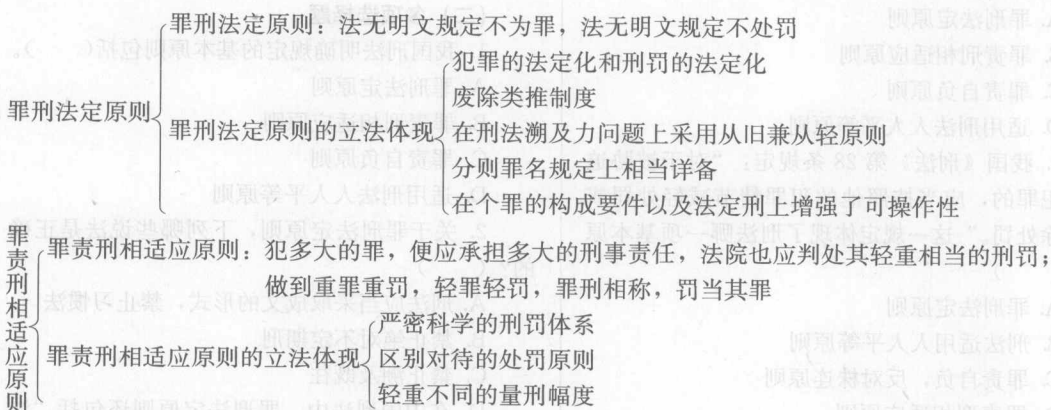 罪刑法定原则：法无明文规定不为罪，法无明文规定不处罚
犯罪的法定化和刑罚的法定化
废除类推制度
罪刑法定原则
罪刑法定原则的立法体现
在刑法溯及力问题上采用从旧兼从轻原则
分则罪名规定上相当详备
在个罪的构成要件以及法定刑上增强了可操作性
罪责刑相适应原则
罪责刑相适应原则：犯多大的罪，便应承担多大的刑事责任，法院也应判处其轻重相当的刑罚；
做到重罪重罚，轻罪轻罚，罪刑相称，罚当其罪
严密科学的刑罚体系
罪责刑相适应原则的立法体现
区别对待的处罚原则
轻重不同的量刑幅度